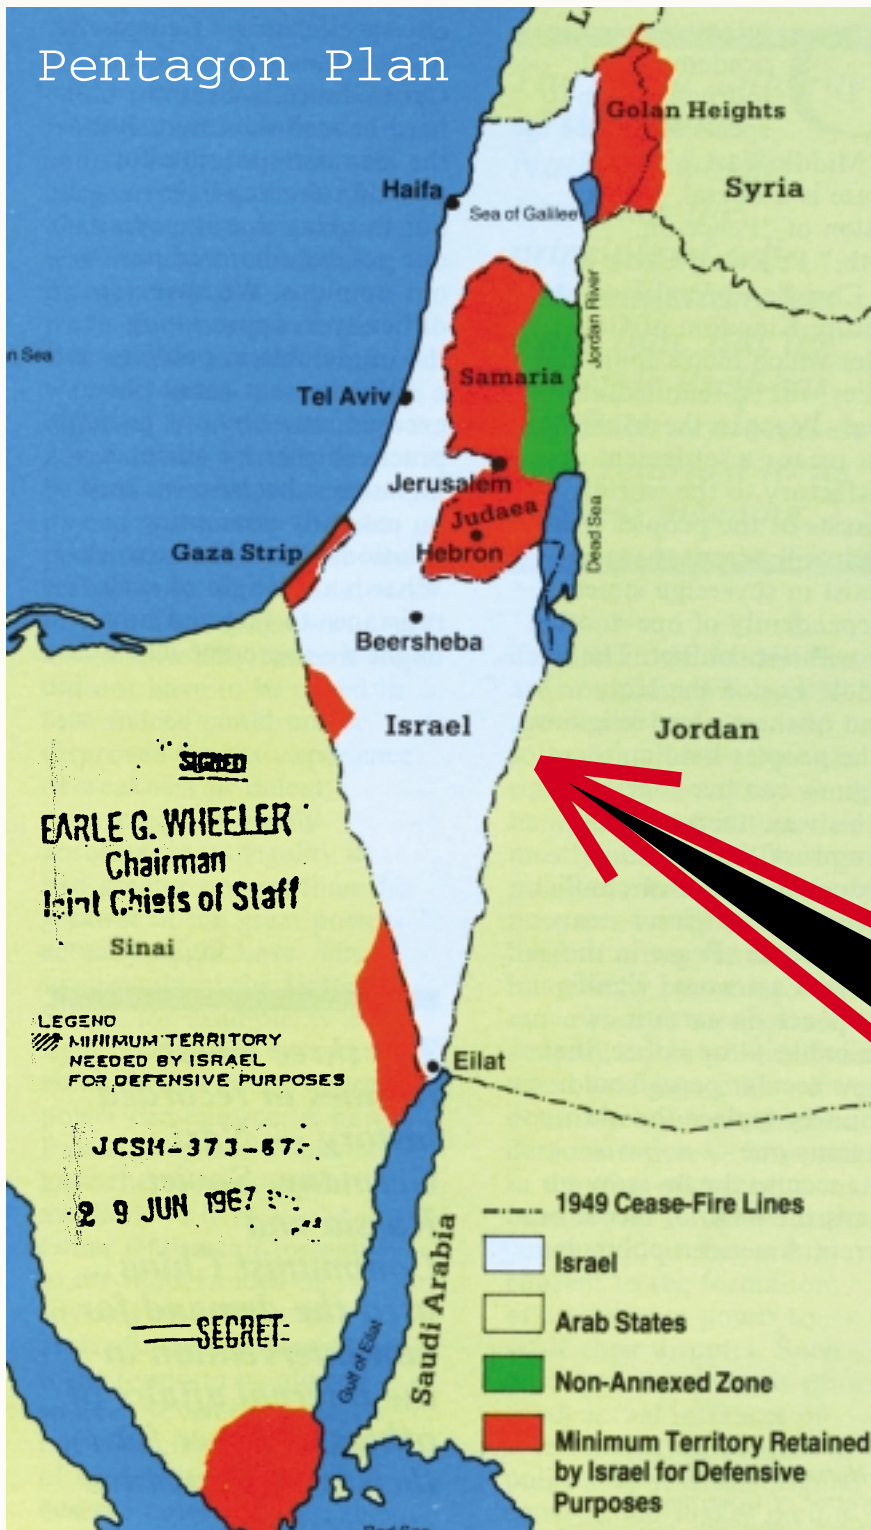 Pentagon Plan
Golan Heights
Haifa
Syria
Sea of Galilee
Jordan River
n Sea
Samaria
Tel Aviv
Jerusalem
Judaea
Dead Sea
Gaza Strip
Hebron
Beersheba
Israel
Jordan
SIGNED
EARLE G. WHEELER
Chairman
Joint Chiefs of Staff
Sinai
LEGEND
MINIMUM TERRITORY
NEEDED BY ISRAEL
FOR DEFENSIVE PURPOSES
Eilat
JCSM-373-67
29 JUN 1967
SECRET
Gulf of Eilat
Saudi Arabia
1949 Cease-Fire Lines
Israel
Arab States
Non-Annexed Zone
Minimum Territory Retained
by Israel for Defensive
Purposes